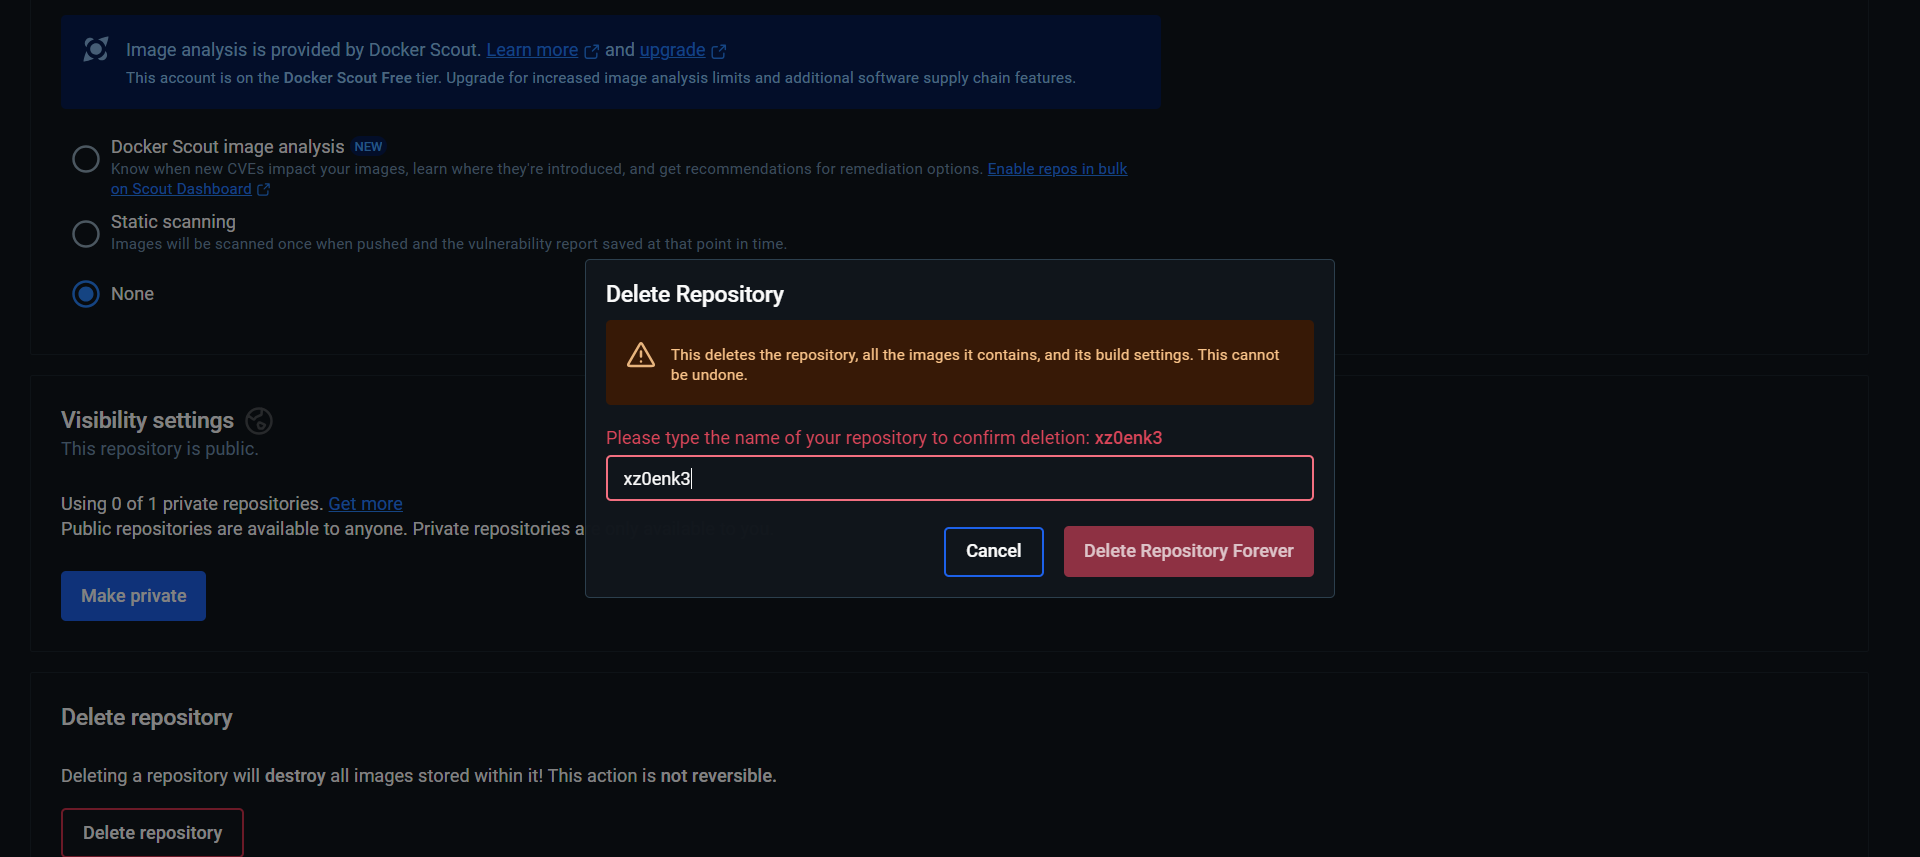 Image analysis is provided by Docker Scout. Learn more and upgrade
This account is on the Docker Scout Free tier. Upgrade for increased image analysis limits and additional software supply chain features.
Docker Scout image analysis NEW
Know when new CVEs impact your images, learn where they're introduced, and get recommendations for remediation options. Enable repos in bulk
on Scout Dashboard
Static scanning
Images will be scanned once when pushed and the vulnerability report saved at that point in time.
None
Delete Repository
This deletes the repository, all the images it contains, and its build settings. This cannot
be undone.
Please type the name of your repository to confirm deletion: xz0enk3
xz0enk3
Cancel
Delete Repository Forever
Visibility settings
This repository is public.
Using 0 of 1 private repositories. Get more
Public repositories are available to anyone. Private repositories
Make private
Delete repository
Deleting a repository will destroy all images stored within it! This action is not reversible.
Delete repository